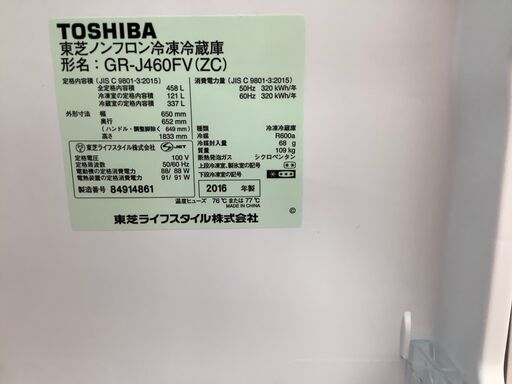 TOSHIBA
東芝ノンフロン冷凍冷蔵庫
形名：GR-J460FV(ZC)
定格内容積（JIS C 9801-3:2015）
全定格内容積 458 L
冷凍室の定格内容積 121 L
冷蔵室の定格内容積 337 L
外形寸法 幅 650 mm
奥行 652 mm
（ハンドル・調整脚除く 649 mm）
高さ 1833 mm
東芝ライフスタイル株式会社 JET
定格電圧 100 V
定格周波数 50/60 Hz
電動機の定格消費電力 88/ 88 W
電熱装置の定格消費電力 91/ 91 W
製造番号 84914861
消費電力量（JIS C 9801-3:2015）
50Hz 320 kWh/年
60Hz 320 kWh/年
種類 冷凍冷蔵庫
冷媒 R600a
冷媒封入量 68 g
質量 109 kg
断熱発泡ガス シクロペンタン
上段冷凍室、製氷室の記号
下段冷凍室の記号
2016 年製
温度ヒューズ 76℃ または 77℃
MADE IN CHINA
東芝ライフスタイル株式会社
©